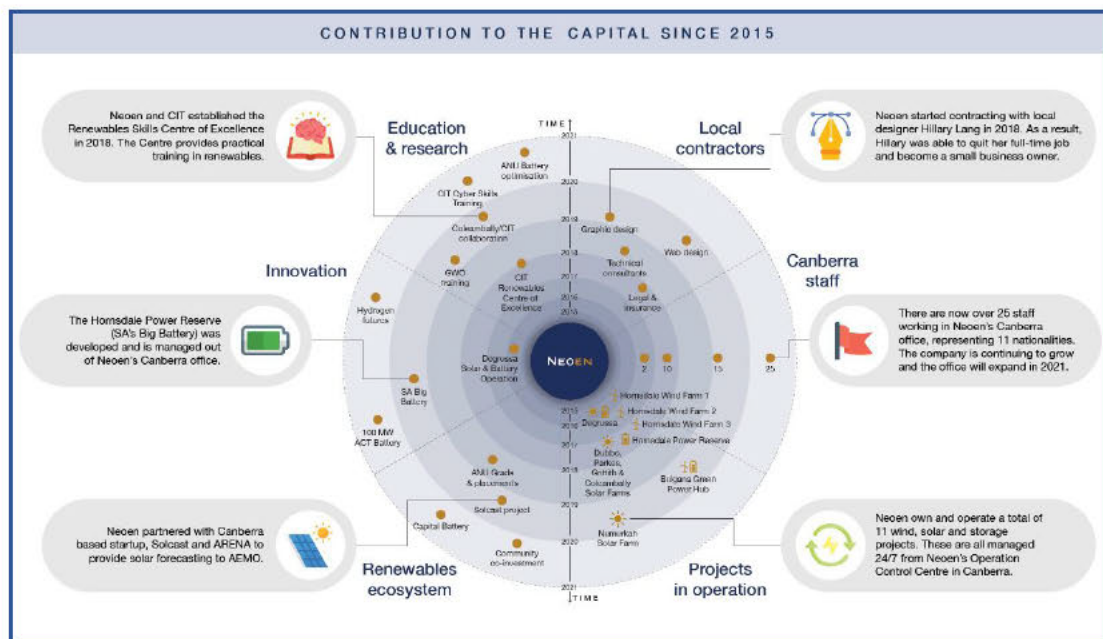 CONTRIBUTION TO THE CAPITAL SINCE 2015
Neoen and CIT established the
Renewables Skills Centre of Excellence
in 2018. The Centre provides practical
training in renewables.
Education
& research
TIME
2021
Local
contractors
Neoen started contracting with local
designer Hillary Lang in 2018. As a result,
Hillary was able to quit her full-time job
and become a small business owner.
ANU Battery
optimisation
CIT Cyber Skills
Training
2020
Coleambally/CIT
collaboration
2019
Graphic design
Web design
GWO
training
CIT
Renewables
Centre of
Excellence
2018
2017
2016
2015
Technical
consultants
Legal &
insurance
Innovation
Hydrogen
futures
Canberra
staff
The Hornsdale Power Reserve
(SA's Big Battery) was
developed and is managed out
of Neoen's Canberra office.
Degrussa
Solar & Battery
Operation
NEOEN
2 10 15 25
There are now over 25 staff
working in Neoen's Canberra
office, representing 11 nationalities.
The company is continuing to grow
and the office will expand in 2021.
SA Big
Battery
100 MW
ACT Battery
2015
2016
2017
2018
2019
2020
2021
TIME
Hornsdale Wind Farm 1
Hornsdale Wind Farm 2
Degrussa
Hornsdale Wind Farm 3
Hornsdale Power Reserve
Dubbo,
Parkes,
Griffith &
Coleambally
Solar Farms
Bulgana Green
Power Hub
Numurkah
Solar Farm
ANU Grads
& placements
Solcast project
Capital Battery
Community
co-investment
Neoen partnered with Canberra
based startup, Solcast and ARENA to
provide solar forecasting to AEMO.
Renewables
ecosystem
Projects
in operation
Neoen own and operate a total of
11 wind, solar and storage
projects. These are all managed
24/7 from Neoen's Operation
Control Centre in Canberra.